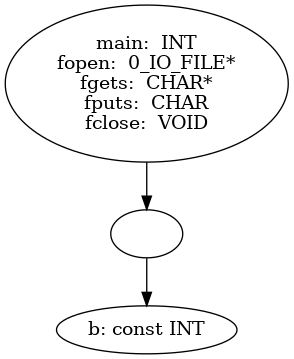 main:  INT
fopen:  0_IO_FILE*
fgets:  CHAR*
fputs:  CHAR
fclose:  VOID
b: const INT